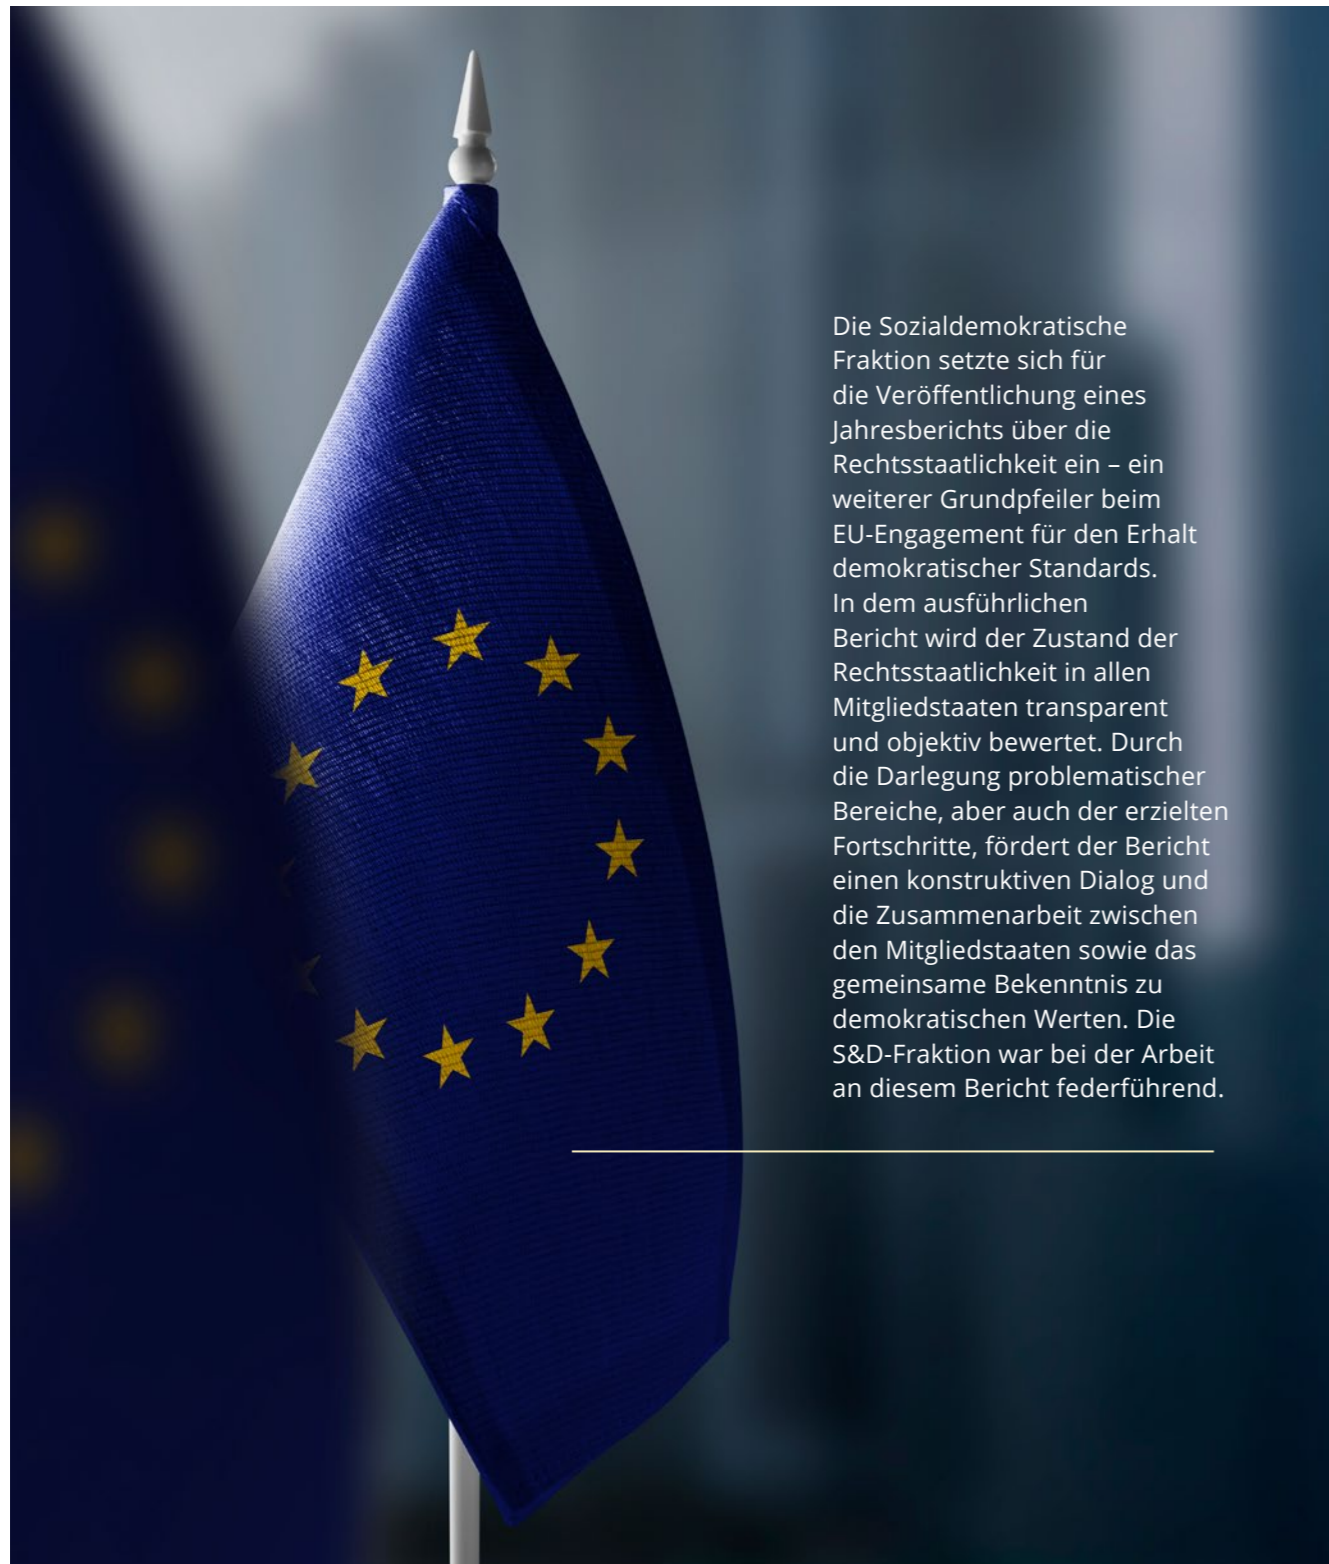 Die Sozialdemokratische
Fraktion setzte sich für
die Veröffentlichung eines
Jahresberichts über die
Rechtsstaatlichkeit ein – ein
weiterer Grundpfeiler beim
EU-Engagement für den Erhalt
demokratischer Standards.
In dem ausführlichen
Bericht wird der Zustand der
Rechtsstaatlichkeit in allen
Mitgliedstaaten transparent
und objektiv bewertet. Durch
die Darlegung problematischer
Bereiche, aber auch der erzielten
Fortschritte, fördert der Bericht
einen konstruktiven Dialog und
die Zusammenarbeit zwischen
den Mitgliedstaaten sowie das
gemeinsame Bekenntnis zu
demokratischen Werten. Die
S&D-Fraktion war bei der Arbeit
an diesem Bericht federführend.